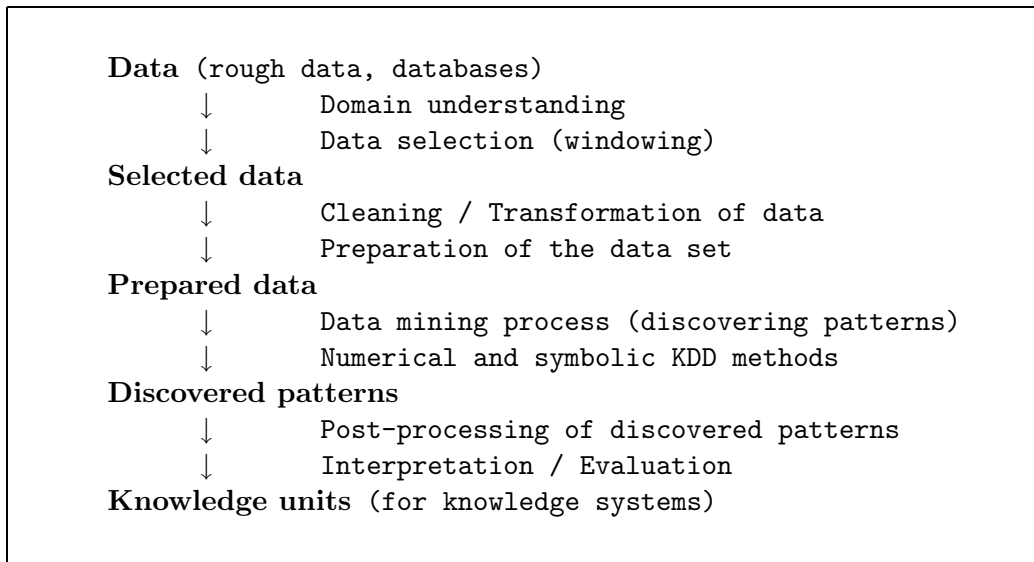 Data (rough data, databases)
↓ Domain understanding
↓ Data selection (windowing)
Selected data
↓ Cleaning / Transformation of data
↓ Preparation of the data set
Prepared data
↓ Data mining process (discovering patterns)
↓ Numerical and symbolic KDD methods
Discovered patterns
↓ Post-processing of discovered patterns
↓ Interpretation / Evaluation
Knowledge units (for knowledge systems)